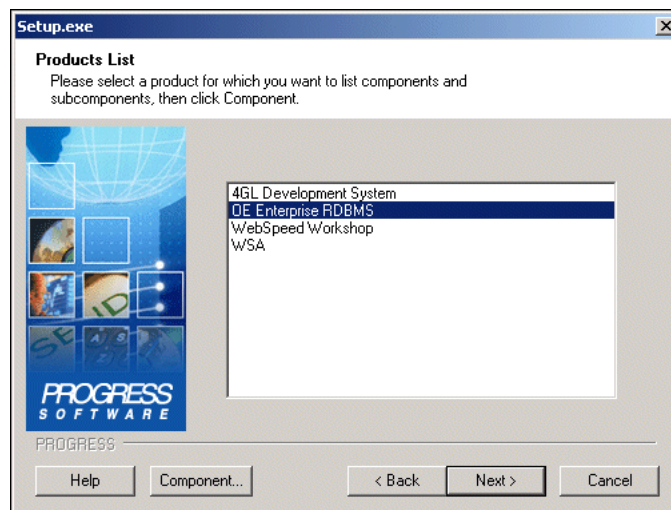 Setup.exe
Products List
Please select a product for which you want to list components and
subcomponents, then click Component.
4GL Development System
OE Enterprise RDBMS
WebSpeed Workshop
WSA
PROGRESS
SOFTWARE
PROGRESS
Help
Component...
< Back
Next >
Cancel